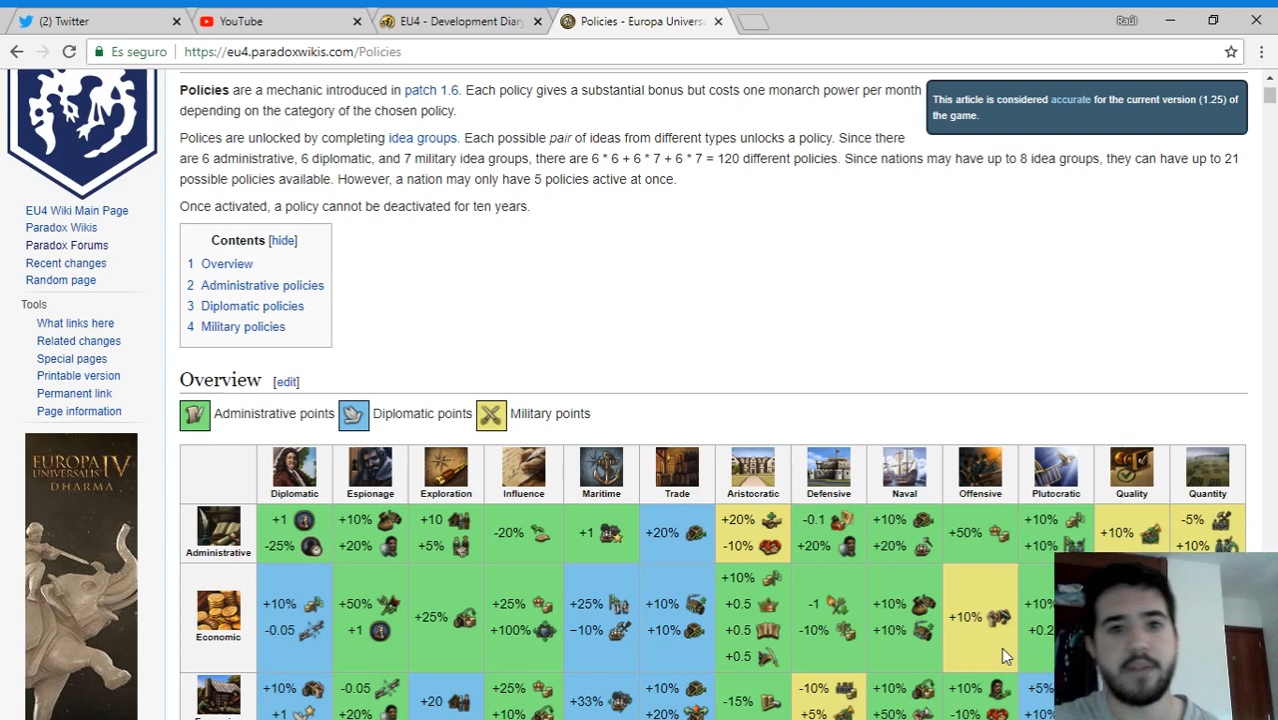 (2) Twitter
YouTube
EU4 - Development Diary
Policies - Europa Univers
Raúl
Es seguro
https://eu4.paradoxwikis.com/Policies
Policies are a mechanic introduced in patch 1.6. Each policy gives a substantial bonus but costs one monarch power per month
depending on the category of the chosen policy.
This article is considered accurate for the current version (1.25) of
the game.
Polices are unlocked by completing idea groups. Each possible pair of ideas from different types unlocks a policy. Since there
are 6 administrative, 6 diplomatic, and 7 military idea groups, there are 6 * 6 + 6 * 7 + 6 * 7 = 120 different policies. Since nations may have up to 8 idea groups, they can have up to 21
possible policies available. However, a nation may only have 5 policies active at once.
Once activated, a policy cannot be deactivated for ten years.
EU4 Wiki Main Page
Paradox Wikis
Paradox Forums
Recent changes
Random page
Tools
What links here
Related changes
Special pages
Printable version
Permanent link
Page information
EUROPA
UNIVERSALIS IV
DHARMA
Contents [hide]
1 Overview
2 Administrative policies
3 Diplomatic policies
4 Military policies
Overview [edit]
Administrative points
Diplomatic points
Military points
Diplomatic Espionage Exploration Influence Maritime Trade Aristocratic Defensive Naval Offensive Plutocratic Quality Quantity
Administrative
+1 +10% +10 -20% +1 +20% +20% -0.1 +10% +50% +10% +10% -5%
-25% +20% +5% -10% +20% +20% +10% +10%
Economic
+10% +50% +25% +25% +25% +10% +10% -1 +10% +10% +10%
-0.05 +1 +100% −10% +10% +0.5 -10% +10% +0.2
+0.5
+0.5
+10% -0.05 +20 +25% +33% +10% -15% -10% +10% +10% +5%
+1 +20% +10% +20% +5% +50% -10% +10%